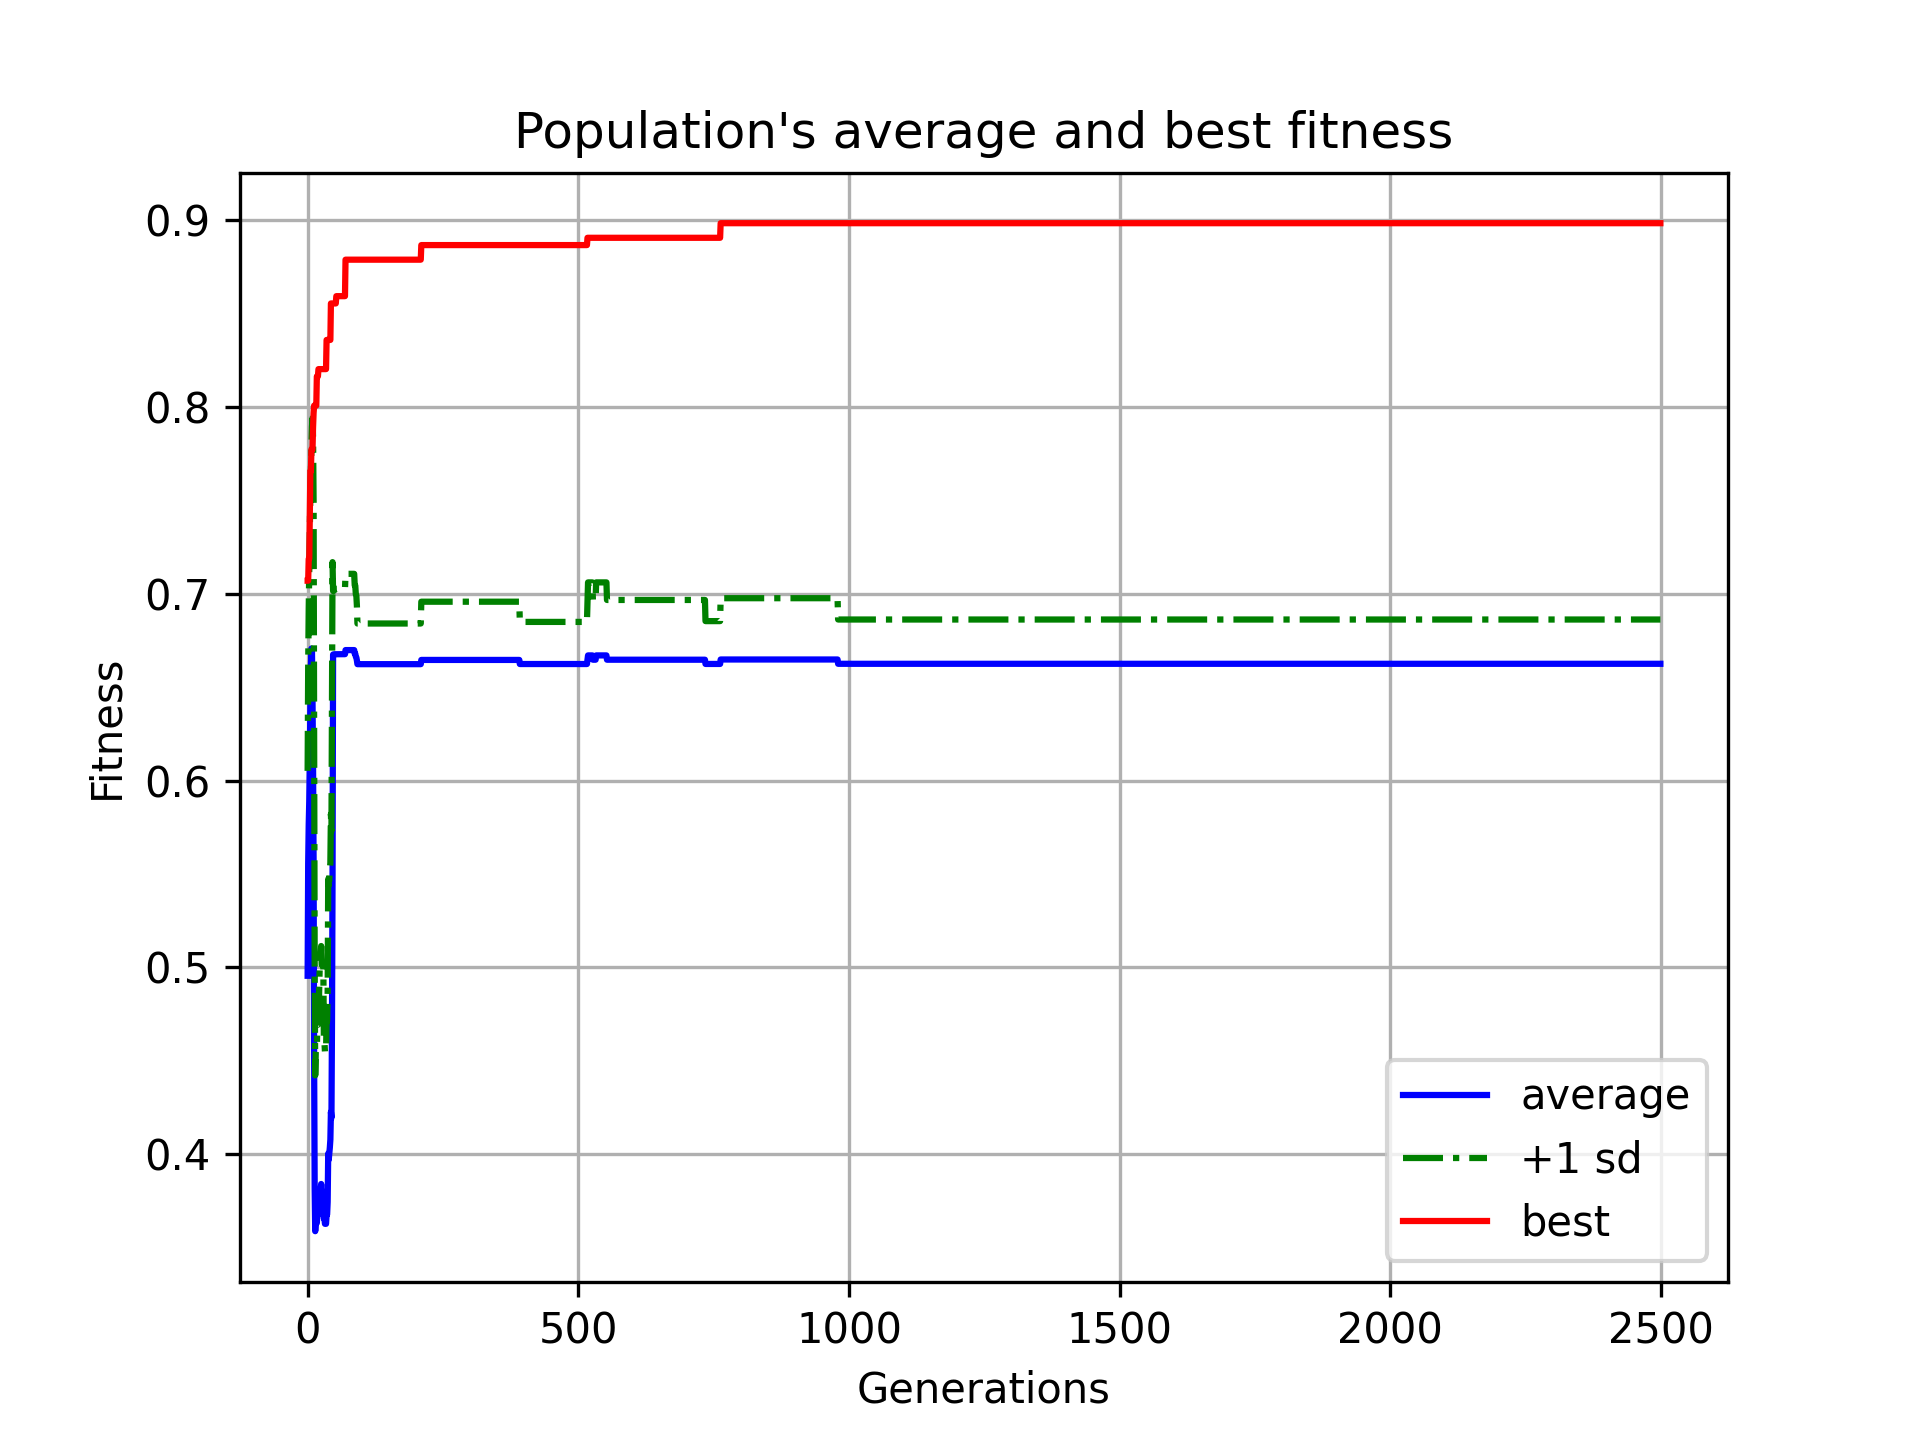 Population's average and best fitness
0.9
0.8
0.7
0.6
0.5
0.4
Fitness
average
+1 sd
best
0 500 1000 1500 2000 2500
Generations